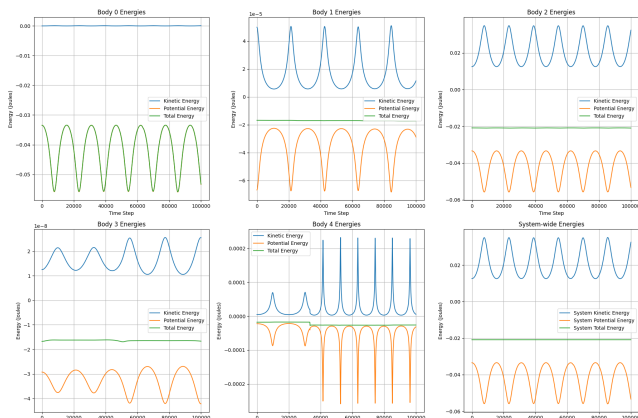 Body 0 Energies
Energy (Joules)
0.00
−0.01
−0.02
−0.03
−0.04
−0.05
Kinetic Energy
Potential Energy
Total Energy
0 20000 40000 60000 80000 100000
Time Step
Body 1 Energies
1e−5
Energy (Joules)
4
2
0
−2
−4
−6
Kinetic Energy
Potential Energy
Total Energy
0 20000 40000 60000 80000 100000
Time Step
Body 2 Energies
Energy (Joules)
0.02
0.00
−0.02
−0.04
−0.06
Kinetic Energy
Potential Energy
Total Energy
0 20000 40000 60000 80000 100000
Time Step
Body 3 Energies
1e−8
Energy (Joules)
2
1
0
−1
−2
−3
−4
Kinetic Energy
Potential Energy
Total Energy
0 20000 40000 60000 80000 100000
Body 4 Energies
Energy (Joules)
0.0002
0.0001
0.0000
−0.0001
−0.0002
Kinetic Energy
Potential Energy
Total Energy
0 20000 40000 60000 80000 100000
System-wide Energies
Energy (Joules)
0.02
0.00
−0.02
−0.04
−0.06
System Kinetic Energy
System Potential Energy
System Total Energy
0 20000 40000 60000 80000 100000